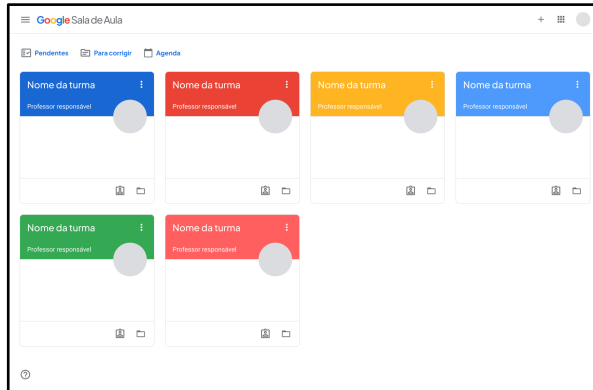 Google Sala de Aula
Pendentes Para corrigir Agenda
Nome da turma
Professor responsável
Nome da turma
Professor responsável
Nome da turma
Professor responsável
Nome da turma
Professor responsável
Nome da turma
Professor responsável
Nome da turma
Professor responsável